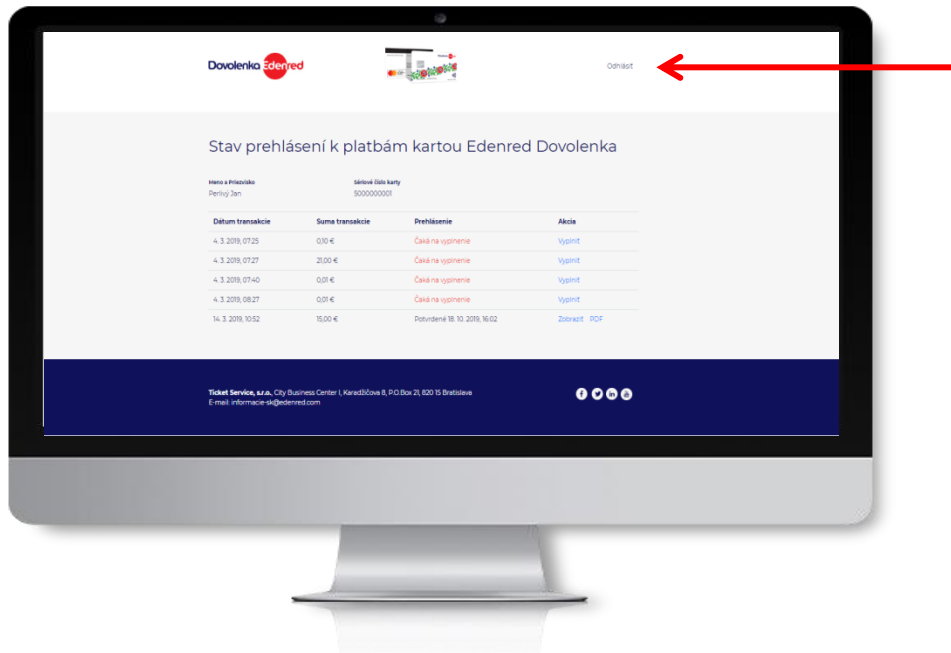 Dovolenka Edenred
Odhlásiť
Stav prehlásení k platbám kartou Edenred Dovolenka
Meno a Priezvisko Sériové číslo karty
Perlivý Jan 5000000001
Dátum transakcie Suma transakcie Prehlásenie Akcia
4. 3. 2019, 07:25 0,10 € Čaká na vyplnenie Vyplniť
4. 3. 2019, 07:27 21,00 € Čaká na vyplnenie Vyplniť
4. 3. 2019, 07:40 0,01 € Čaká na vyplnenie Vyplniť
4. 3. 2019, 08:27 0,01 € Čaká na vyplnenie Vyplniť
14. 3. 2019, 10:52 15,00 € Potvrdené 18. 10. 2019, 16:02 Zobraziť PDF
Ticket Service, s.r.o., City Business Center I, Karadžičova 8, P.O.Box 21, 820 15 Bratislava
E-mail: informacie-sk@edenred.com